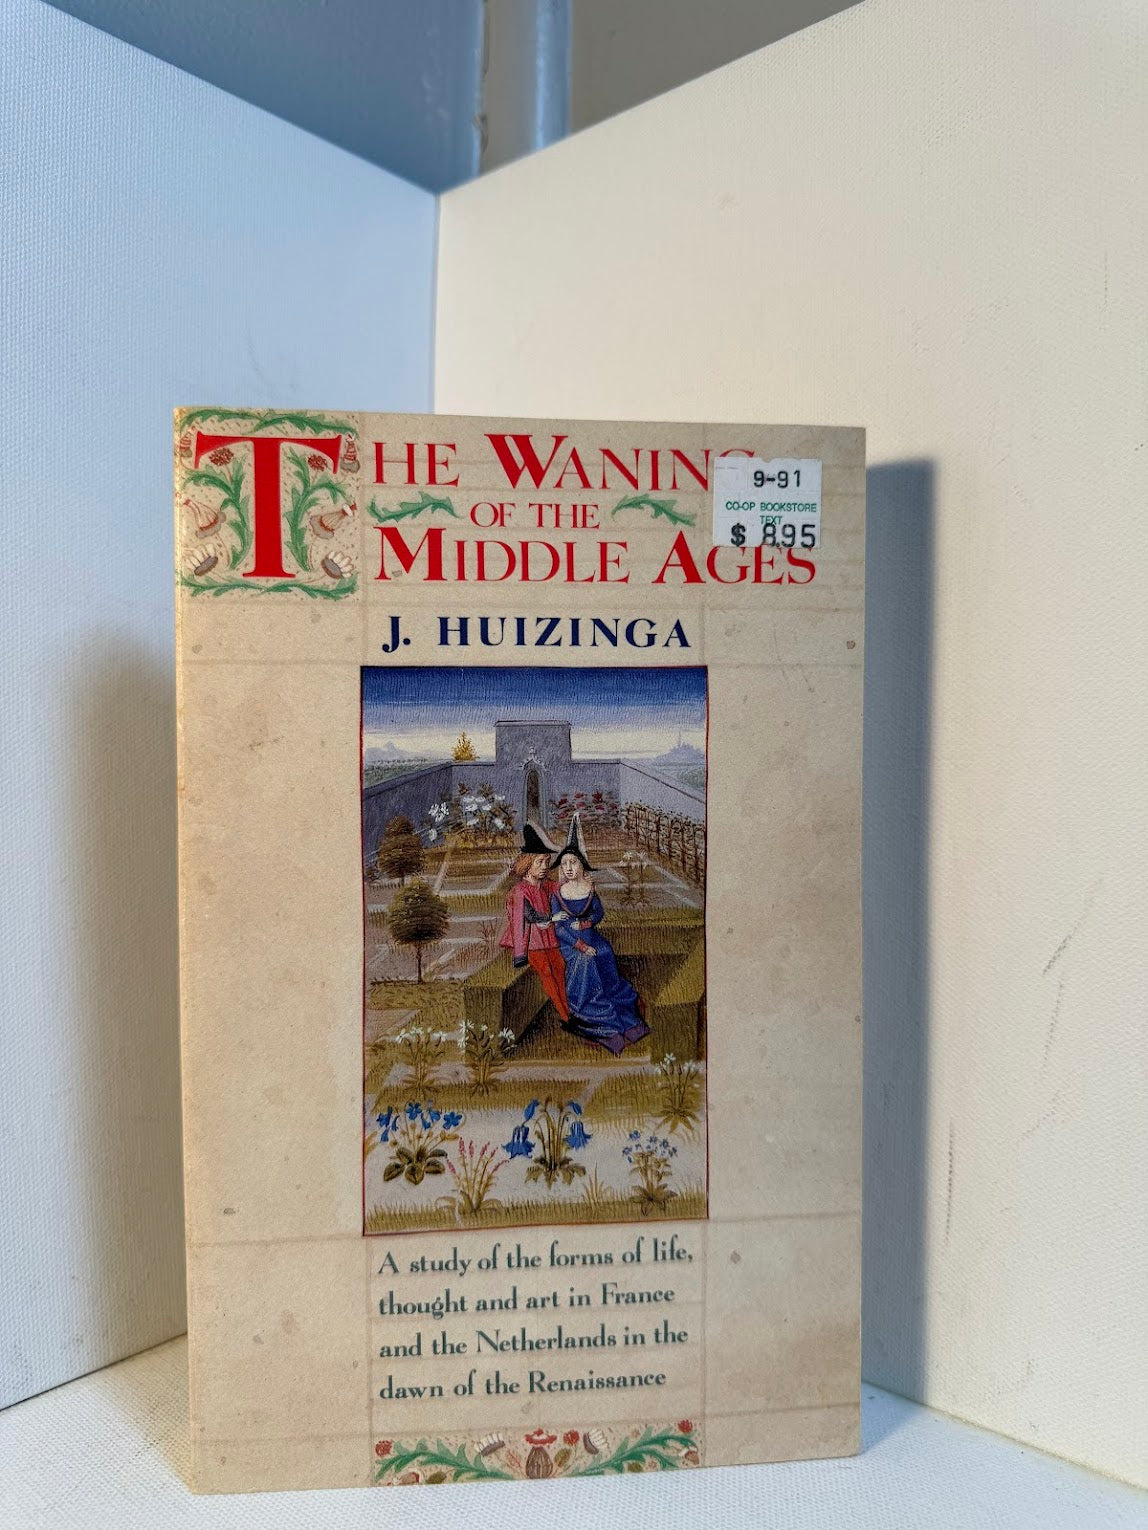 THE WANING
OF THE
MIDDLE AGES
9-91
CO-OP BOOKSTORE
TEXT
$ 8.95
J. HUIZINGA
A study of the forms of life,
thought and art in France
and the Netherlands in the
dawn of the Renaissance